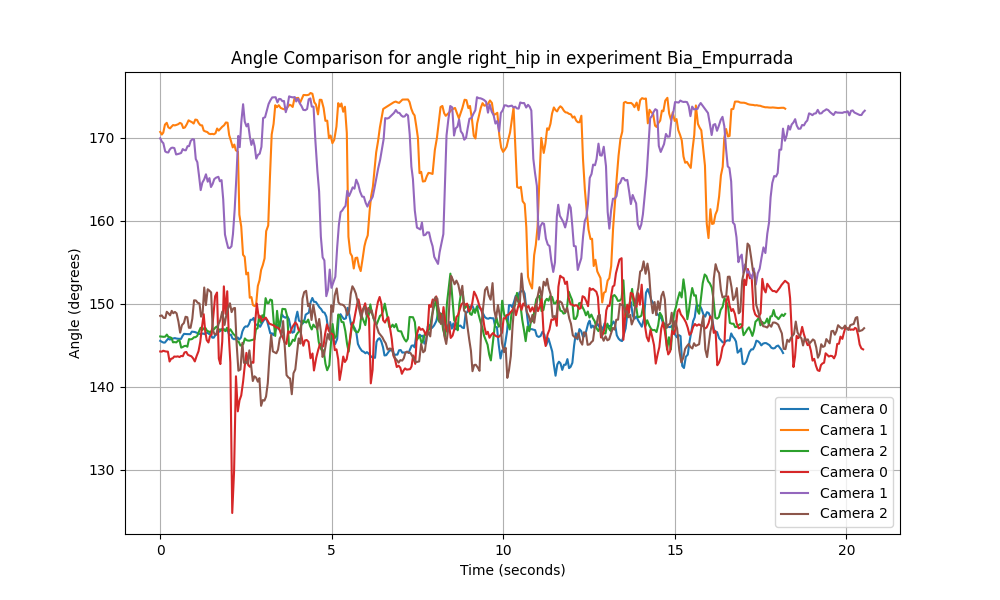 Angle Comparison for angle right_hip in experiment Bia_Empurrada
Angle (degrees)
170
160
150
140
130
0 5 10 15 20
Time (seconds)
Camera 0
Camera 1
Camera 2
Camera 0
Camera 1
Camera 2